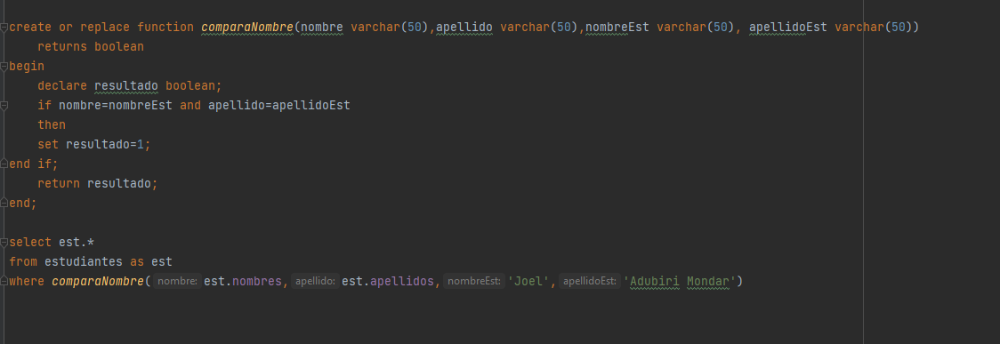 create or replace function comparaNombre(nombre varchar(50),apellido varchar(50),nombreEst varchar(50), apellidoEst varchar(50))
    returns boolean
begin
    declare resultado boolean;
    if nombre=nombreEst and apellido=apellidoEst
    then
    set resultado=1;
end if;
    return resultado;
end;

select est.*
from estudiantes as est
where comparaNombre( nombre: est.nombres, apellido: est.apellidos, nombreEst: 'Joel', apellidoEst: 'Adubiri Mondar')